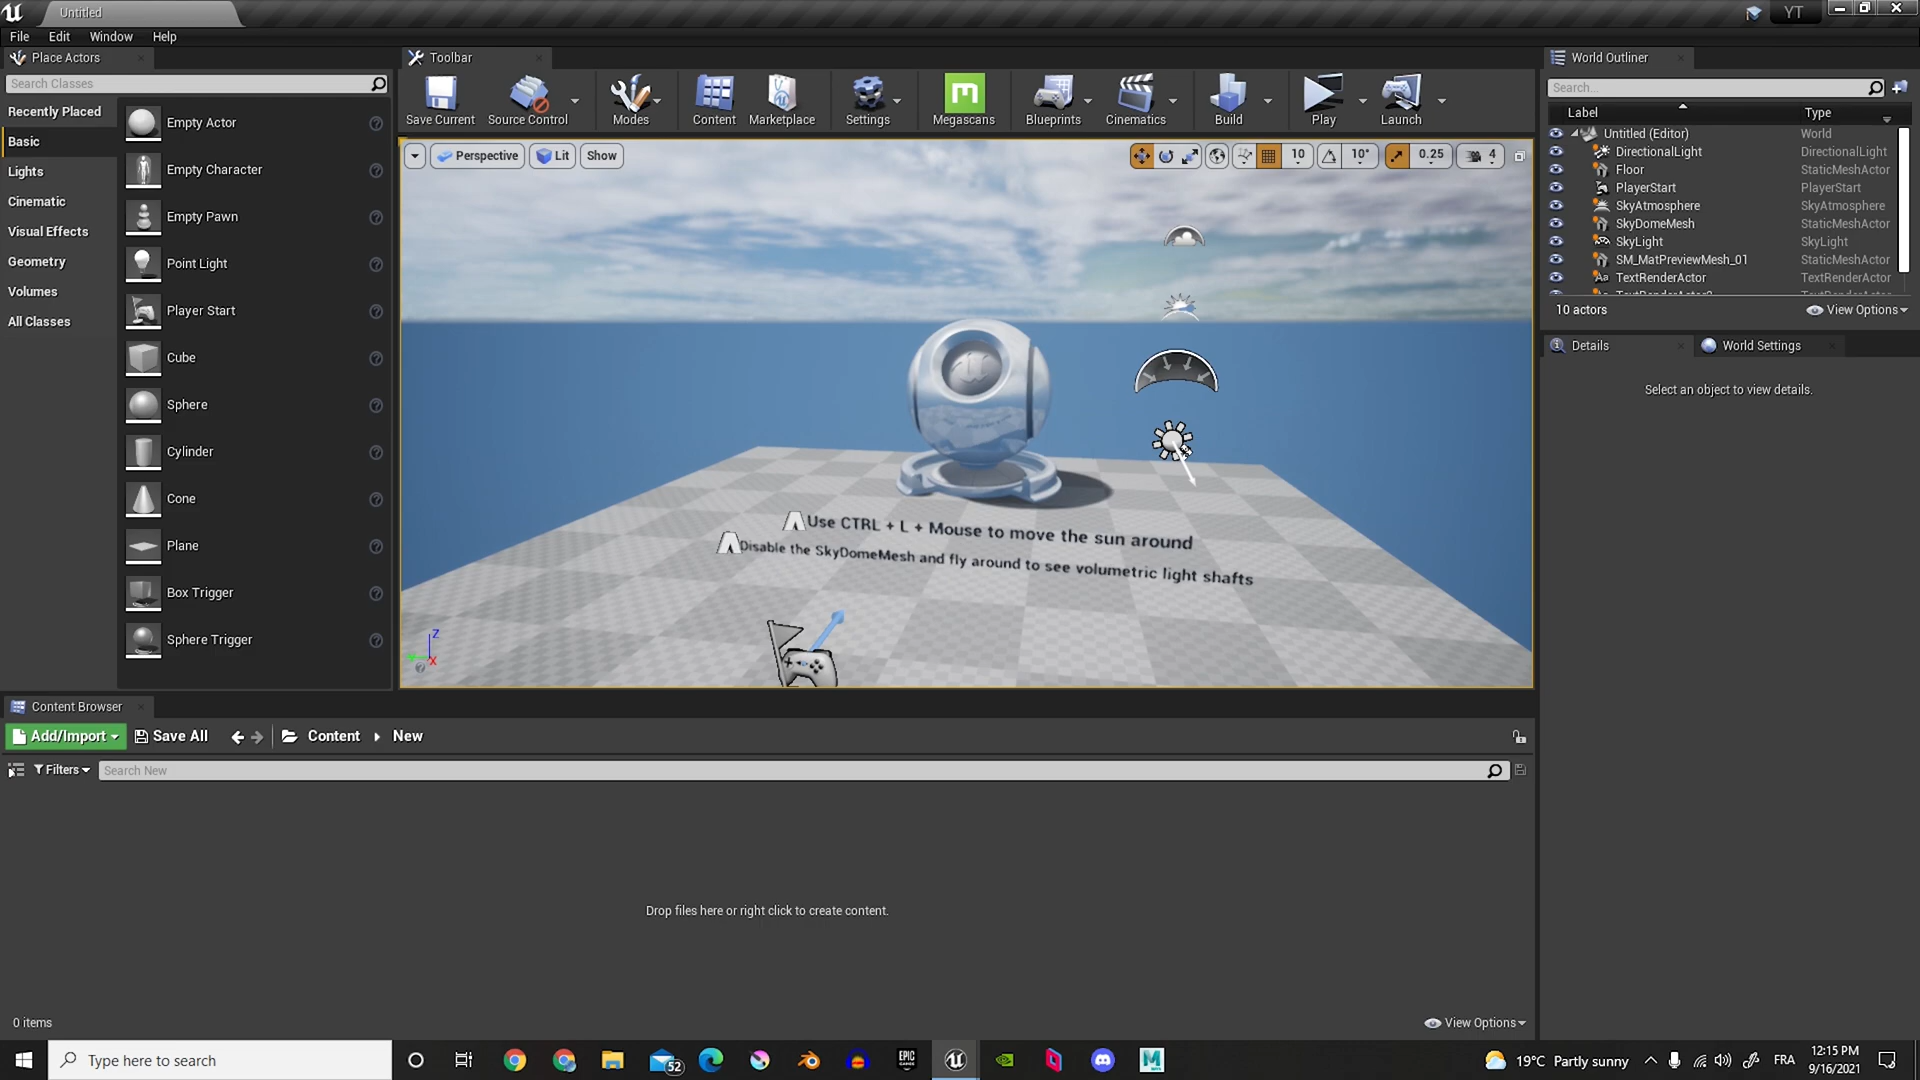 Untitled
YT
File Edit Window Help
Place Actors
Toolbar
World Outliner
Search Classes
Search...
Recently Placed
Basic
Lights
Cinematic
Visual Effects
Geometry
Volumes
All Classes
Empty Actor
Empty Character
Empty Pawn
Point Light
Player Start
Cube
Sphere
Cylinder
Cone
Plane
Box Trigger
Sphere Trigger
Save Current Source Control Modes Content Marketplace Settings Megascans Blueprints Cinematics Build Play Launch
Perspective Lit Show 10 10° 0.25 4
Use CTRL + L + Mouse to move the sun around
Disable the SkyDomeMesh and fly around to see volumetric light shafts
Z
X
Label Type
Untitled (Editor) World
DirectionalLight DirectionalLight
Floor StaticMeshActor
PlayerStart PlayerStart
SkyAtmosphere SkyAtmosphere
SkyDomeMesh StaticMeshActor
SkyLight SkyLight
SM_MatPreviewMesh_01 StaticMeshActor
TextRenderActor TextRenderActor
10 actors View Options
Details World Settings
Select an object to view details.
Content Browser
Add/Import Save All Content New
Filters Search New
Drop files here or right click to create content.
0 items View Options
Type here to search
52
EPIC GAMES
19°C Partly sunny FRA 12:15 PM
9/16/2021